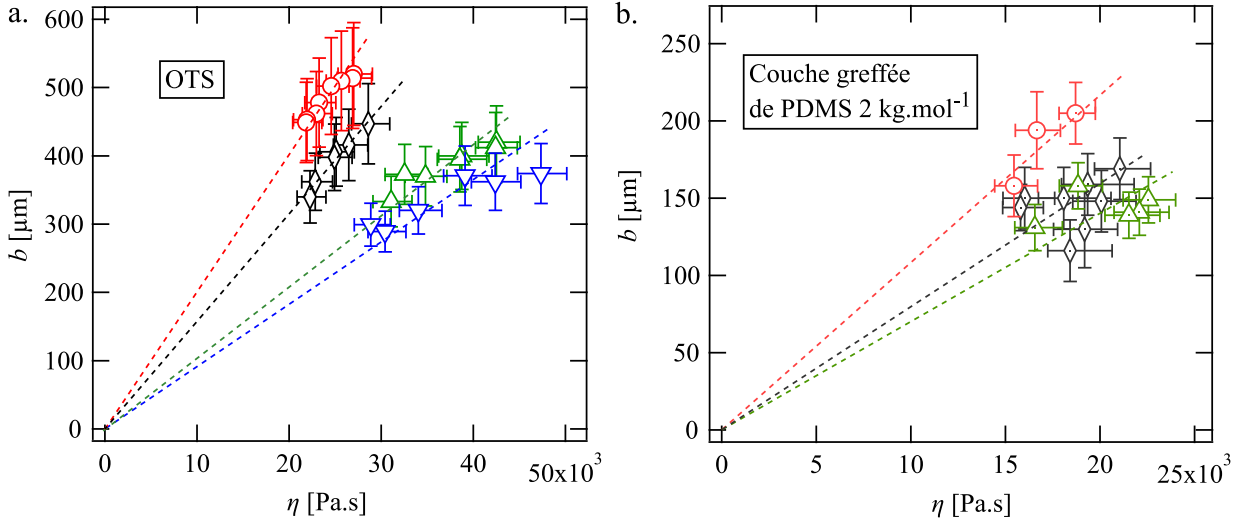 a.
600
500
400
300
200
100
0
b [μm]
OTS
0
10
20
30
40
50x10³
η [Pa.s]
b.
250
200
150
100
50
0
b [μm]
Couche greffée
de PDMS 2 kg.mol⁻¹
0
5
10
15
20
25x10³
η [Pa.s]